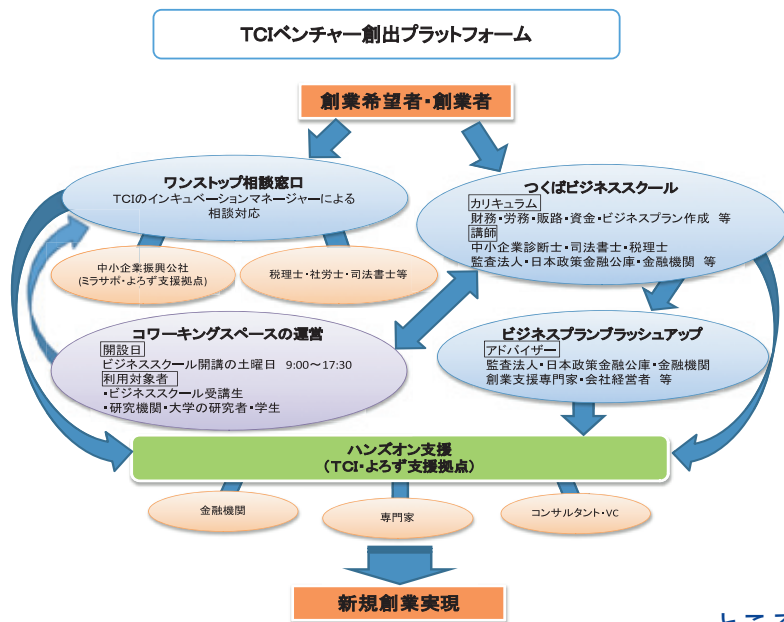 TCIベンチャー創出プラットフォーム
創業希望者・創業者
ワンストップ相談窓口
TCIのインキュベーションマネージャーによる
相談対応
中小企業振興公社
(ミラサポ・よろず支援拠点)
税理士・社労士・司法書士等
つくばビジネススクール
カリキュラム
財務・労務・販路・資金・ビジネスプラン作成 等
講師
中小企業診断士・司法書士・税理士
監査法人・日本政策金融公庫・金融機関 等
コワーキングスペースの運営
開設日
ビジネススクール開講の土曜日 9:00～17:30
利用対象者
・ビジネススクール受講生
・研究機関・大学の研究者・学生
ビジネスプランブラッシュアップ
アドバイザー
監査法人・日本政策金融公庫・金融機関
創業支援専門家・会社経営者 等
ハンズオン支援
(TCI・よろず支援拠点)
金融機関
専門家
コンサルタント・VC
新規創業実現